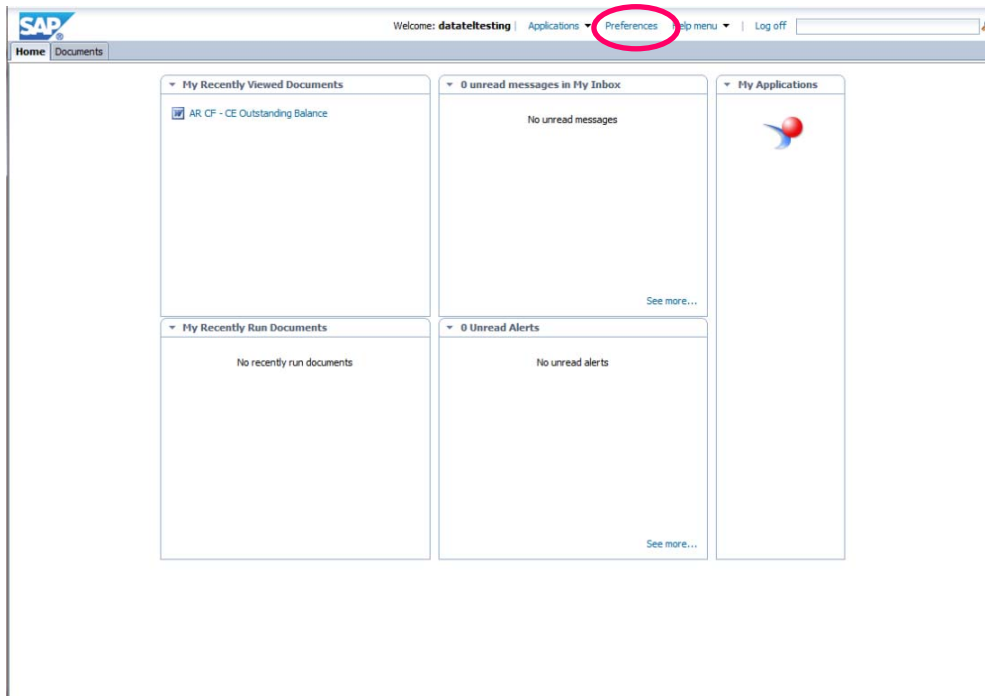 SAP®
Welcome: datateltesting | Applications Preferences Help menu | Log off
Home Documents
My Recently Viewed Documents
AR CF - CE Outstanding Balance
0 unread messages in My Inbox
No unread messages
See more...
My Applications
My Recently Run Documents
No recently run documents
0 Unread Alerts
No unread alerts
See more...